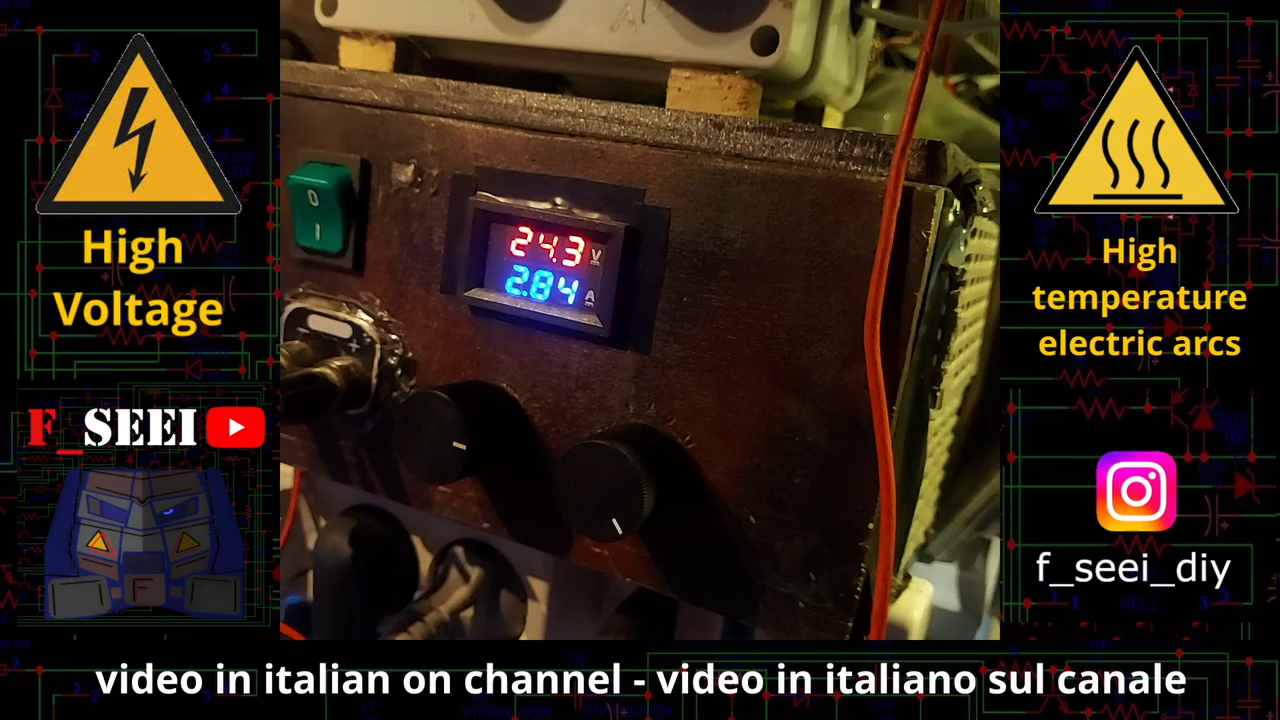 High
Voltage
F_SEEI
F
0
I
24.3 V
2.84 A
+
High
temperature
electric arcs
f_seei_diy
video in italian on channel - video in italiano sul canale